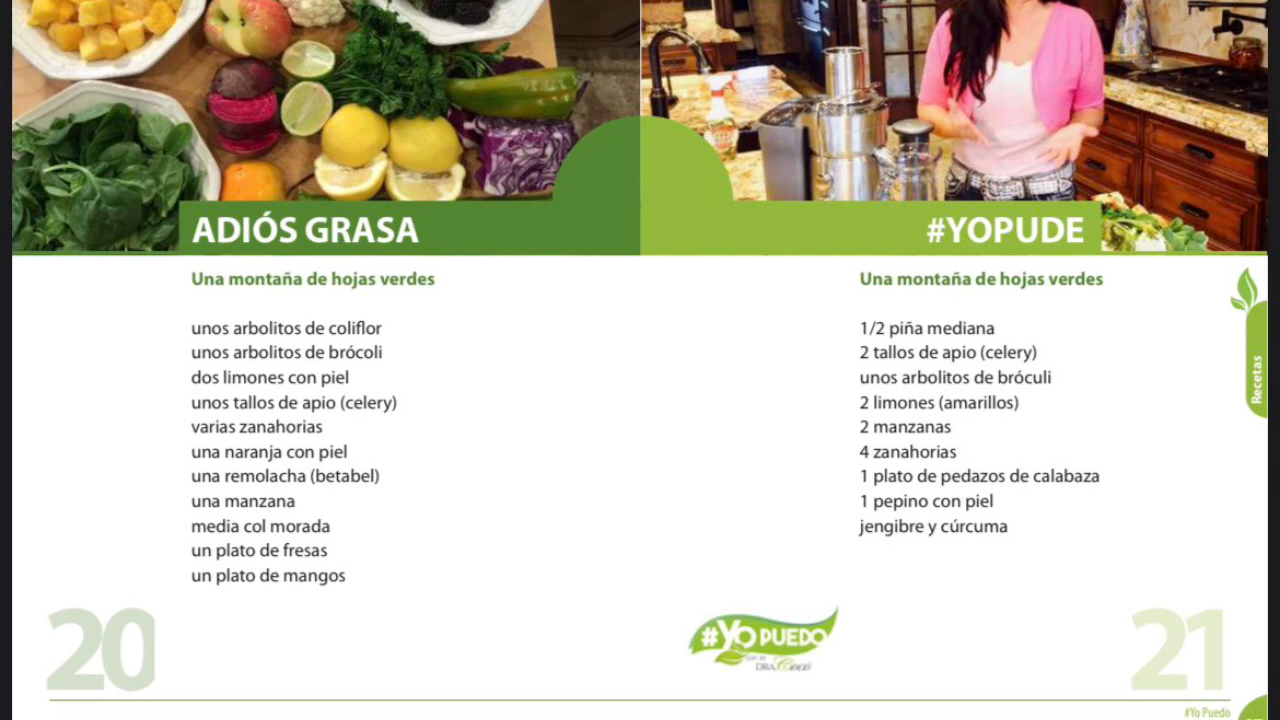 ADIÓS GRASA
Una montaña de hojas verdes
unos arbolitos de coliflor
unos arbolitos de brócoli
dos limones con piel
unos tallos de apio (celery)
varias zanahorias
una naranja con piel
una remolacha (betabel)
una manzana
media col morada
un plato de fresas
un plato de mangos
20
#YOPUDE
Una montaña de hojas verdes
1/2 piña mediana
2 tallos de apio (celery)
unos arbolitos de bróculi
2 limones (amarillos)
2 manzanas
4 zanahorias
1 plato de pedazos de calabaza
1 pepino con piel
jengibre y cúrcuma
Recetas
#YO PUEDO
DRA. Cocó
21
#Yo Puedo